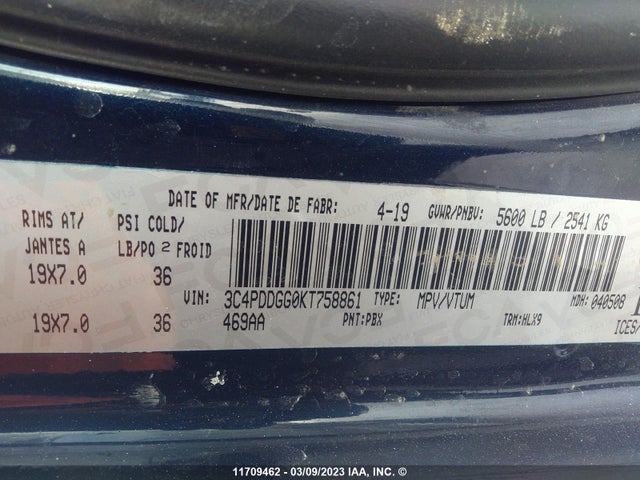 DATE OF MFR/DATE DE FABR: 4-19 GVWR/PNBV: 5600 LB / 2541 KG
RIMS AT/ PSI COLD/
JANTES A LB/PO 2 FROID
19X7.0 36
VIN: 3C4PDDGG0KT758861 TYPE: MPV/VTUM MDH: 040508
19X7.0 36 469AA PNT:PBX TRN:HLX9 ICES/
11709462 - 03/09/2023 IAA, INC. ©